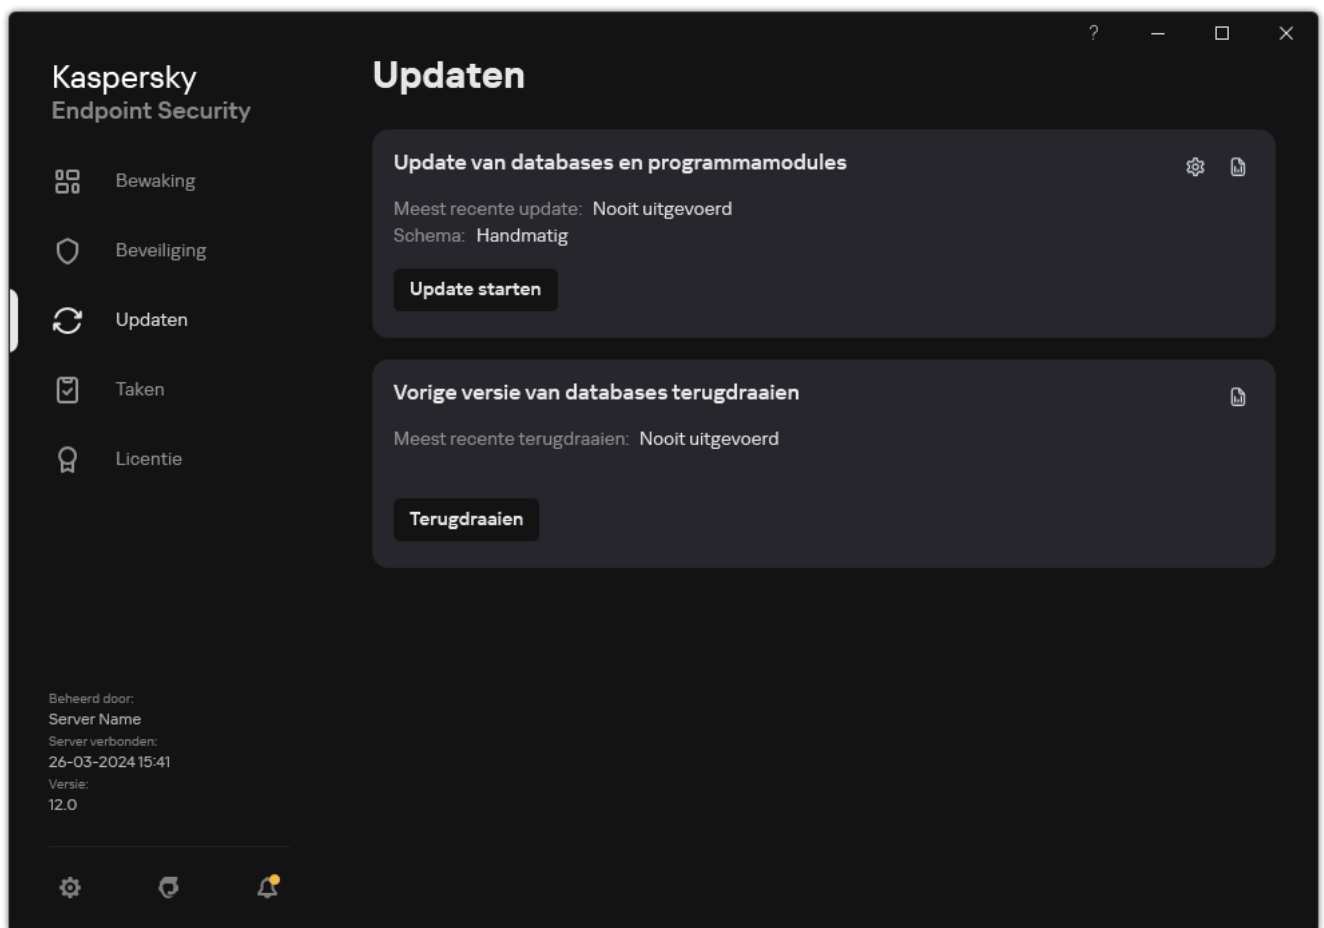 ?
Kaspersky
Endpoint Security
Bewaking
Beveiliging
Updaten
Taken
Licentie
Beheerd door:
Server Name
Server verbonden:
26-03-2024 15:41
Versie:
12.0
Updaten
Update van databases en programmamodules
Meest recente update: Nooit uitgevoerd
Schema: Handmatig
Update starten
Vorige versie van databases terugdraaien
Meest recente terugdraaien: Nooit uitgevoerd
Terugdraaien